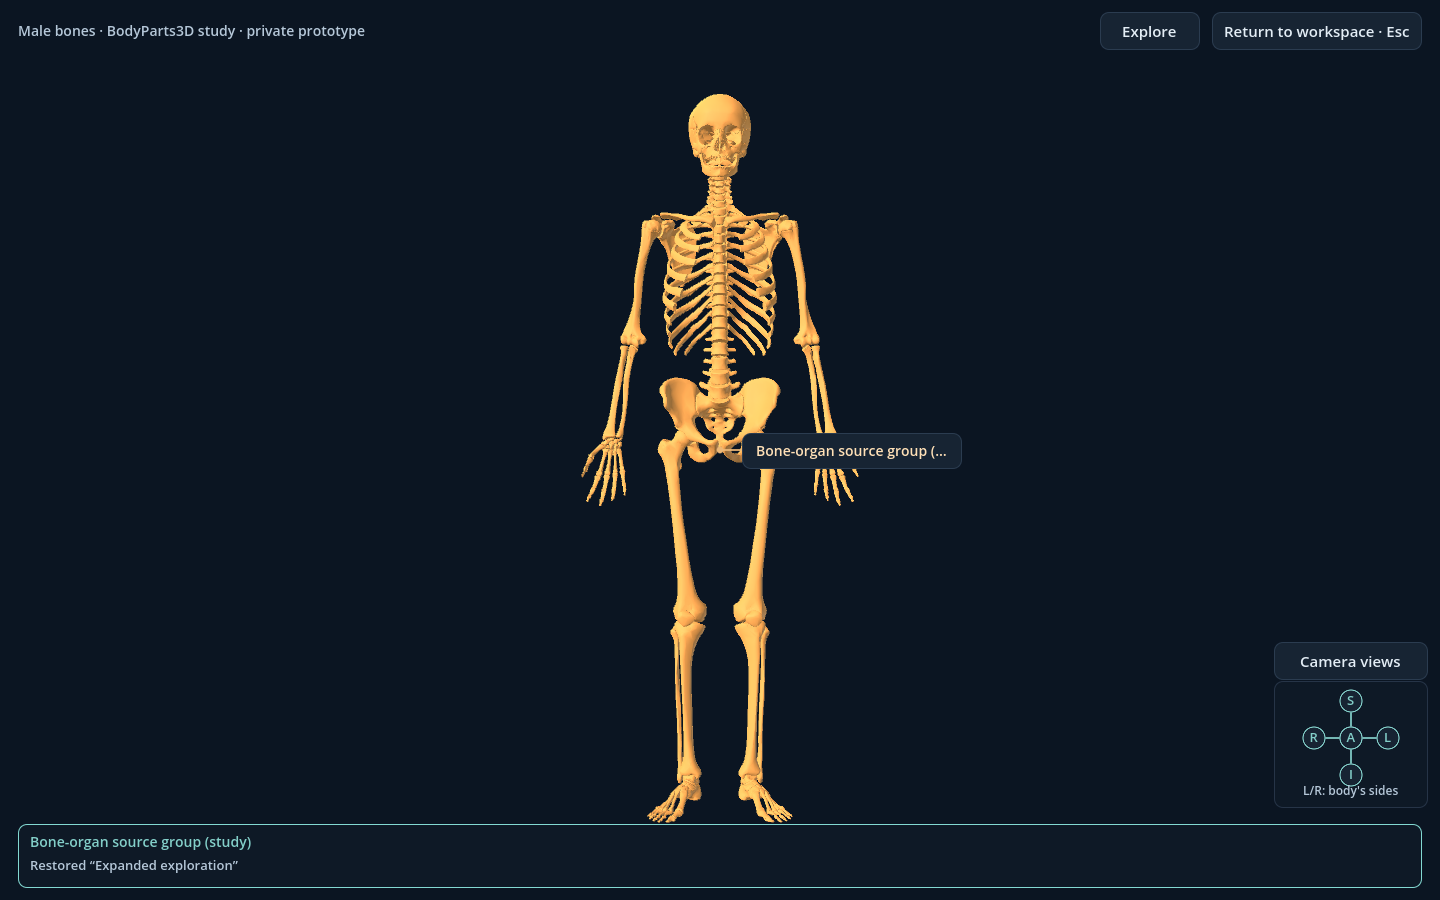 Male bones · BodyParts3D study · private prototype
Explore
Return to workspace · Esc
Bone-organ source group (...
Camera views
S
R A L
I
L/R: body's sides
Bone-organ source group (study)
Restored “Expanded exploration”